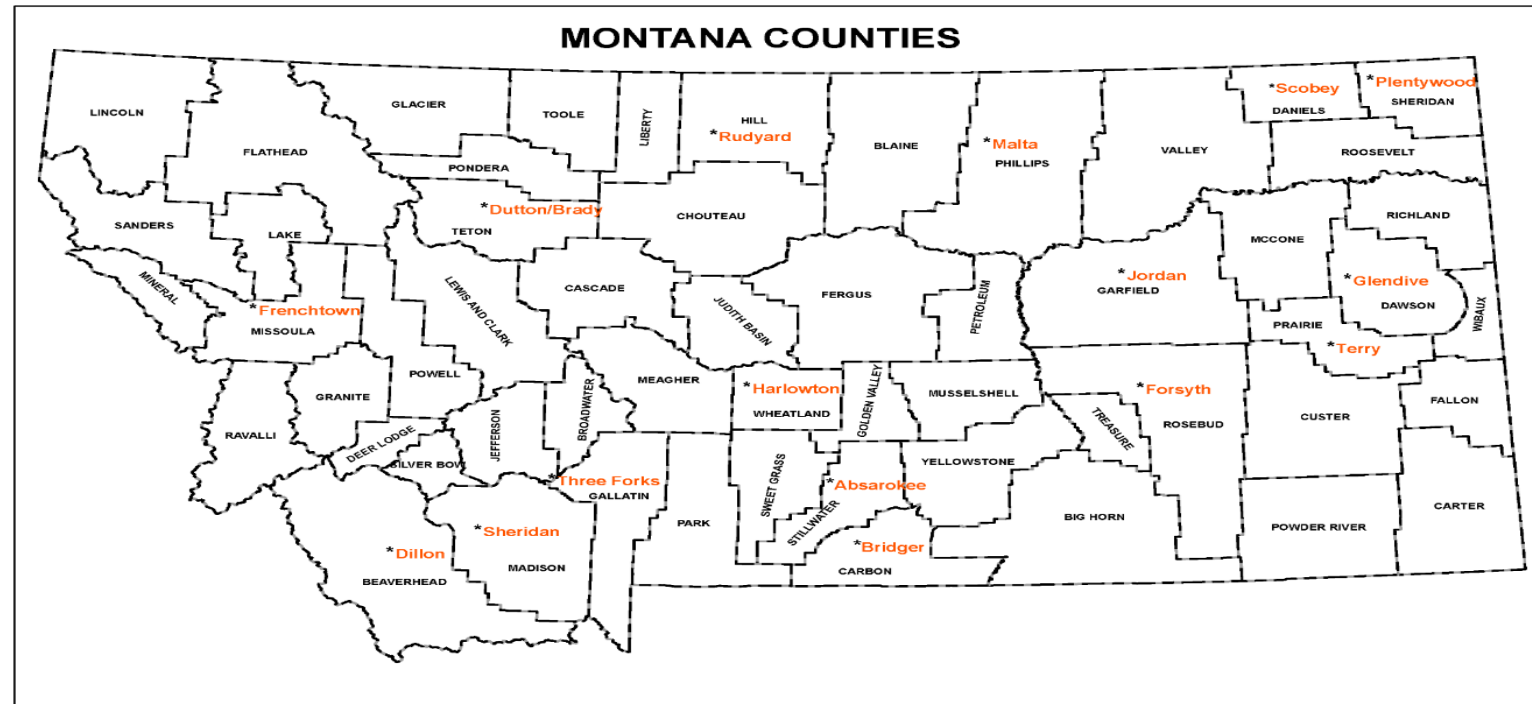 MONTANA COUNTIES
*Scobey
*Plentywood
LINCOLN
GLACIER
TOOLE
LIBERTY
HILL
*Rudyard
BLAINE
*Malta
PHILLIPS
VALLEY
DANIELS
SHERIDAN
FLATHEAD
PONDERA
ROOSEVELT
*Dutton/Brady
TETON
CHOUTEAU
SANDERS
LAKE
MCCONE
RICHLAND
MINERAL
LEWIS AND CLARK
CASCADE
JUDITH BASIN
FERGUS
PETROLEUM
*Jordan
GARFIELD
*Glendive
DAWSON
WIBAUX
*Frenchtown
MISSOULA
PRAIRIE
*Terry
POWELL
MEAGHER
*Harlowton
WHEATLAND
GOLDEN VALLEY
MUSSELSHELL
*Forsyth
ROSEBUD
TREASURE
CUSTER
FALLON
GRANITE
RAVALLI
DEER LODGE
SILVER BOW
JEFFERSON
BROADWATER
*Three Forks
GALLATIN
SWEET GRASS
*Absarokee
STILLWATER
YELLOWSTONE
PARK
BIG HORN
POWDER RIVER
CARTER
*Sheridan
MADISON
*Dillon
BEAVERHEAD
*Bridger
CARBON